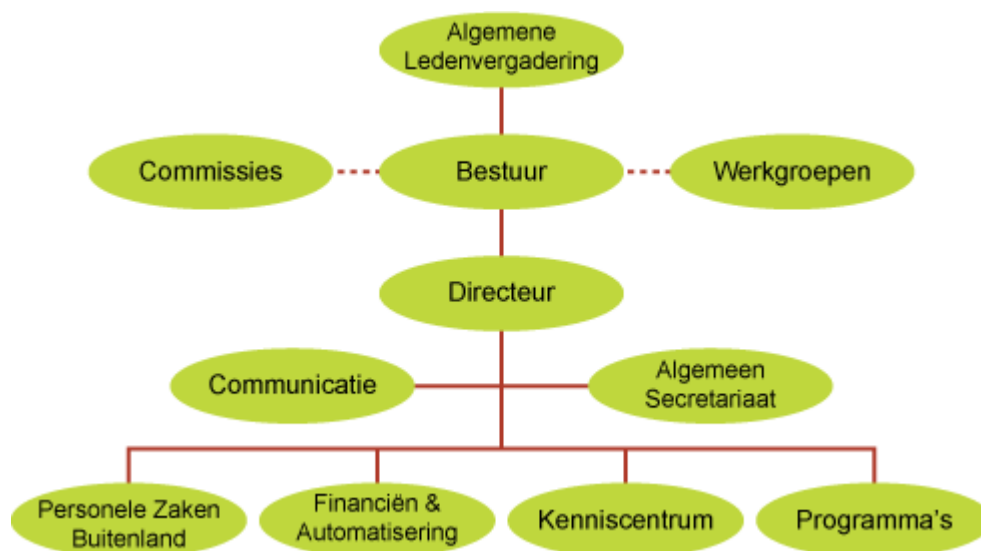 Algemene
Ledenvergadering
Commissies
Bestuur
Werkgroepen
Directeur
Communicatie
Algemeen
Secretariaat
Personele Zaken
Buitenland
Financiën &
Automatisering
Kenniscentrum
Programma's